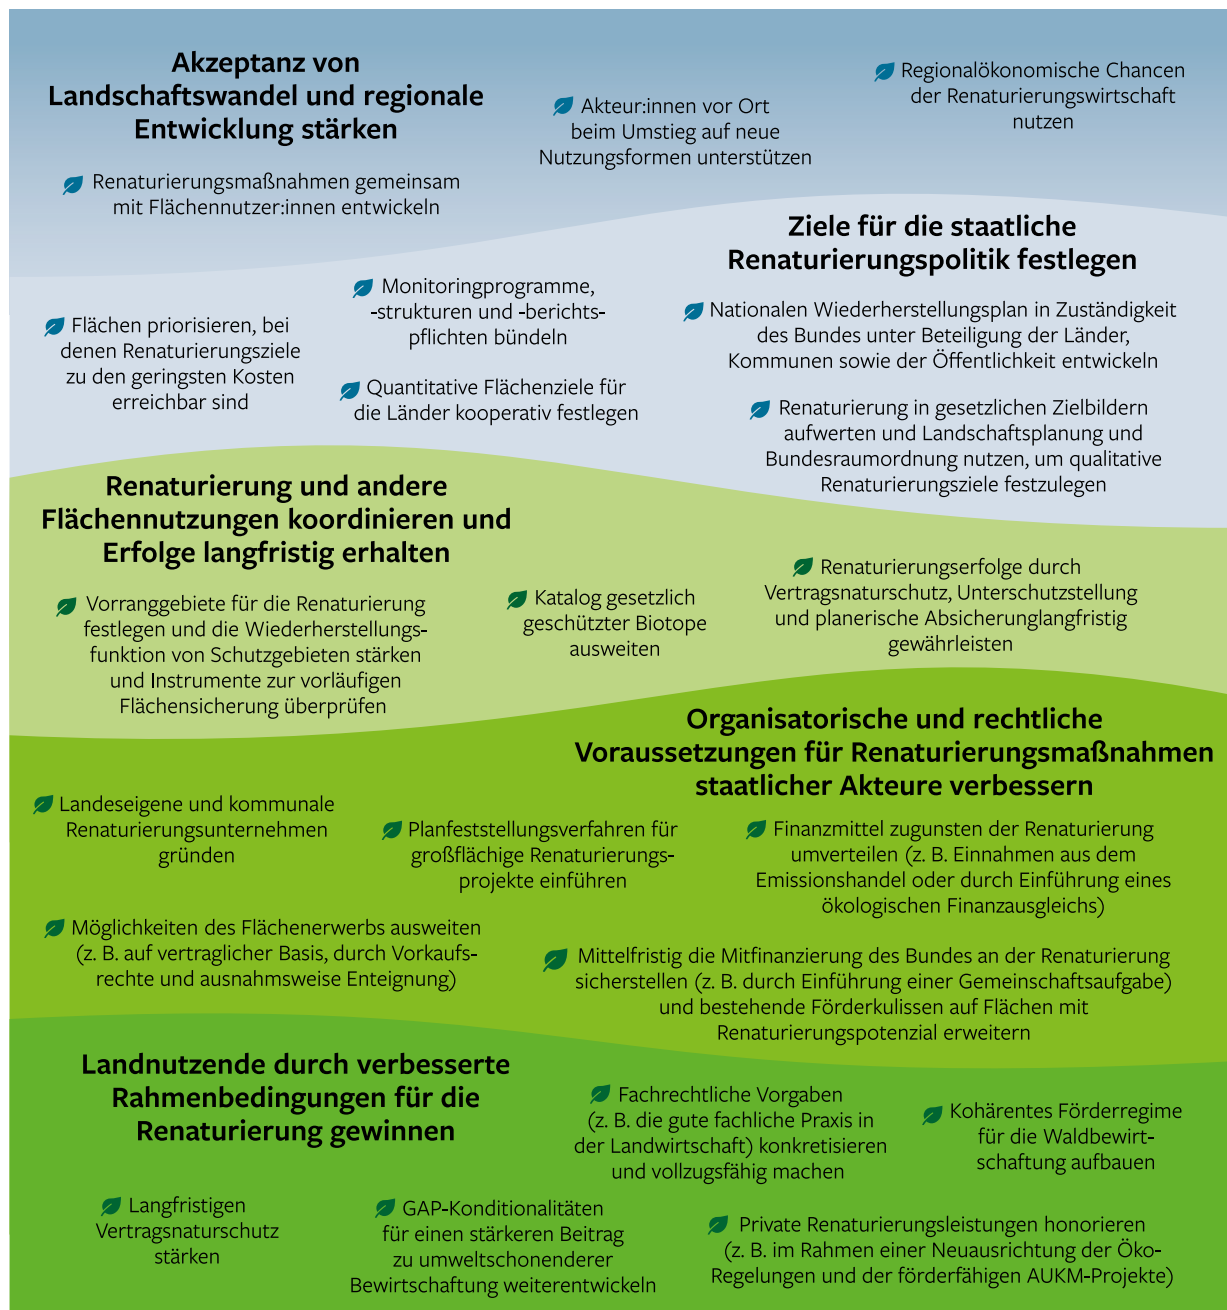 Akzeptanz von
Landschaftswandel und regionale
Entwicklung stärken
Renaturierungsmaßnahmen gemeinsam
mit Flächennutzer:innen entwickeln
Akteur:innen vor Ort
beim Umstieg auf neue
Nutzungsformen unterstützen
Regionalökonomische Chancen
der Renaturierungswirtschaft
nutzen
Ziele für die staatliche
Renaturierungspolitik festlegen
Flächen priorisieren, bei
denen Renaturierungsziele
zu den geringsten Kosten
erreichbar sind
Monitoringprogramme,
-strukturen und -berichts-
pflichten bündeln
Quantitative Flächenziele für
die Länder kooperativ festlegen
Nationalen Wiederherstellungsplan in Zuständigkeit
des Bundes unter Beteiligung der Länder,
Kommunen sowie der Öffentlichkeit entwickeln
Renaturierung in gesetzlichen Zielbildern
aufwerten und Landschaftsplanung und
Bundesraumordnung nutzen, um qualitative
Renaturierungsziele festzulegen
Renaturierung und andere
Flächennutzungen koordinieren und
Erfolge langfristig erhalten
Vorranggebiete für die Renaturierung
festlegen und die Wiederherstellungs-
funktion von Schutzgebieten stärken
und Instrumente zur vorläufigen
Flächensicherung überprüfen
Katalog gesetzlich
geschützter Biotope
ausweiten
Renaturierungserfolge durch
Vertragsnaturschutz, Unterschutzstellung
und planerische Absicherunglangfristig
gewährleisten
Organisatorische und rechtliche
Voraussetzungen für Renaturierungsmaßnahmen
staatlicher Akteure verbessern
Landeseigene und kommunale
Renaturierungsunternehmen
gründen
Planfeststellungsverfahren für
großflächige Renaturierungs-
projekte einführen
Finanzmittel zugunsten der Renaturierung
umverteilen (z. B. Einnahmen aus dem
Emissionshandel oder durch Einführung eines
ökologischen Finanzausgleichs)
Möglichkeiten des Flächenerwerbs ausweiten
(z. B. auf vertraglicher Basis, durch Vorkaufs-
rechte und ausnahmsweise Enteignung)
Mittelfristig die Mitfinanzierung des Bundes an der Renaturierung
sicherstellen (z. B. durch Einführung einer Gemeinschaftsaufgabe)
und bestehende Förderkulissen auf Flächen mit
Renaturierungspotenzial erweitern
Landnutzende durch verbesserte
Rahmenbedingungen für die
Renaturierung gewinnen
Fachrechtliche Vorgaben
(z. B. die gute fachliche Praxis in
der Landwirtschaft) konkretisieren
und vollzugsfähig machen
Kohärentes Förderregime
für die Waldbewirt-
schaftung aufbauen
Langfristigen
Vertragsnaturschutz
stärken
GAP-Konditionalitäten
für einen stärkeren Beitrag
zu umweltschonenderer
Bewirtschaftung weiterentwickeln
Private Renaturierungsleistungen honorieren
(z. B. im Rahmen einer Neuausrichtung der Öko-
Regelungen und der förderfähigen AUKM-Projekte)